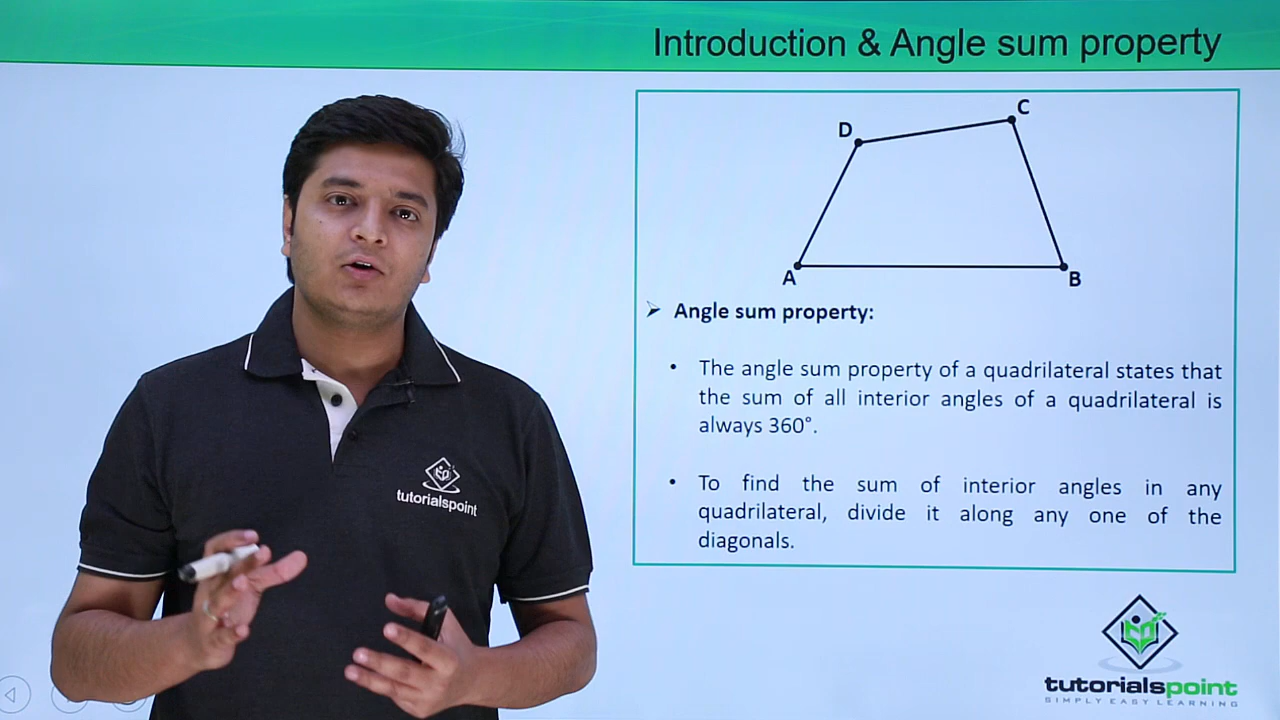 Introduction & Angle sum property
D
C
A
B
➢ Angle sum property:
• The angle sum property of a quadrilateral states that
the sum of all interior angles of a quadrilateral is
always 360°.
• To find the sum of interior angles in any
quadrilateral, divide it along any one of the
diagonals.
tutorialspoint
tutorialspoint
SIMPLY EASY LEARNING